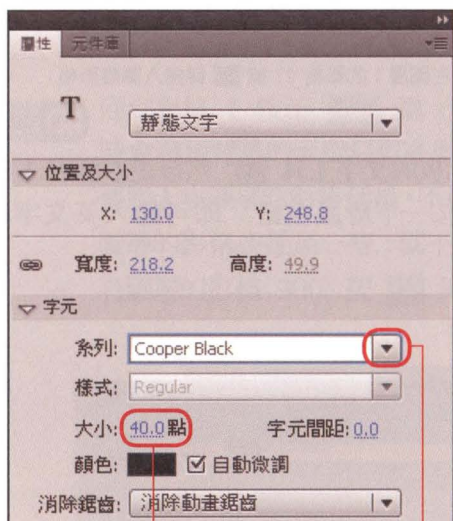 屬性 元件庫
T
靜態文字
位置及大小
X: 130.0 Y: 248.8
寬度: 218.2 高度: 49.9
字元
系列: Cooper Black
樣式: Regular
大小: 40.0 點 字元間距: 0.0
顏色: 自動微調
消除鋸齒: 消除動畫鋸齒